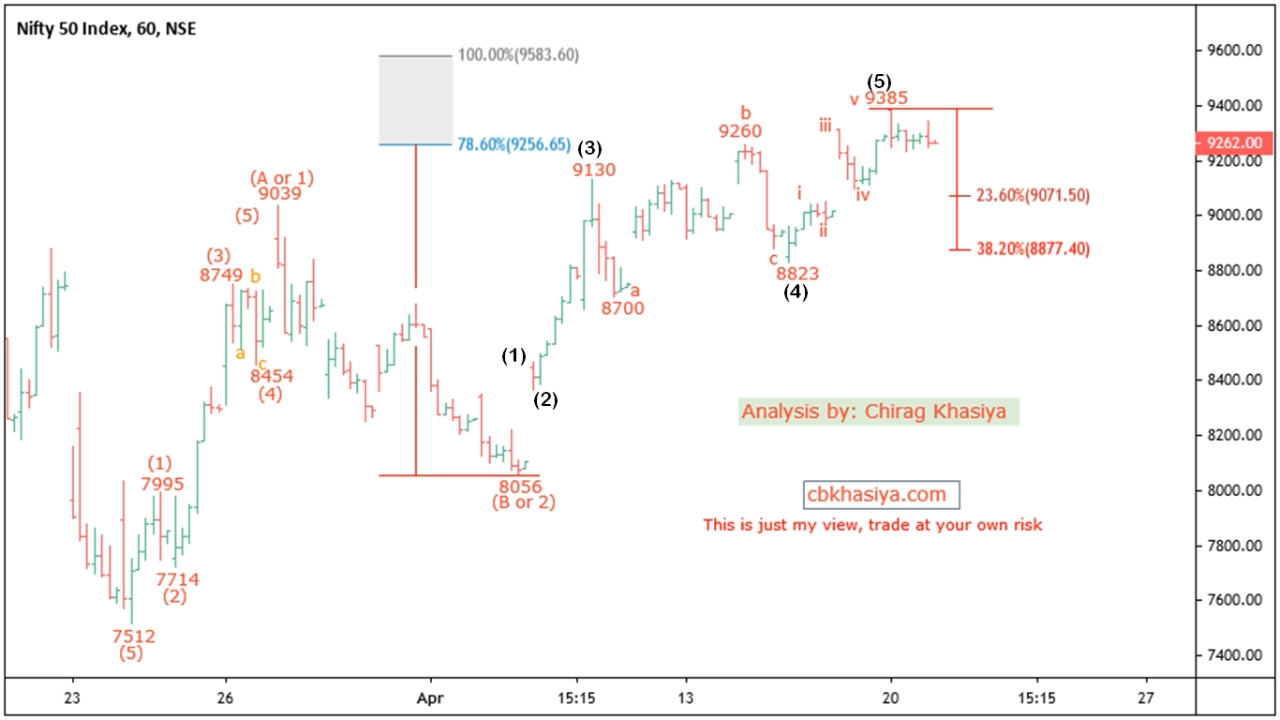 Nifty 50 Index, 60, NSE
100.00%(9583.60)
78.60%(9256.65)
(A or 1)
9039
(5)
(3)
8749
b
a
c
8454
(4)
(1)
7995
7714
(2)
7512
(5)
8056
(B or 2)
(1)
(2)
(3)
9130
a
8700
b
9260
c
8823
(4)
i
ii
iii
iv
(5)
v 9385
23.60%(9071.50)
38.20%(8877.40)
Analysis by: Chirag Khasiya
cbkhasiya.com
This is just my view, trade at your own risk
9600.00
9400.00
9262.00
9200.00
9000.00
8800.00
8600.00
8400.00
8200.00
8000.00
7800.00
7600.00
7400.00
23 26 Apr 15:15 13 20 15:15 27